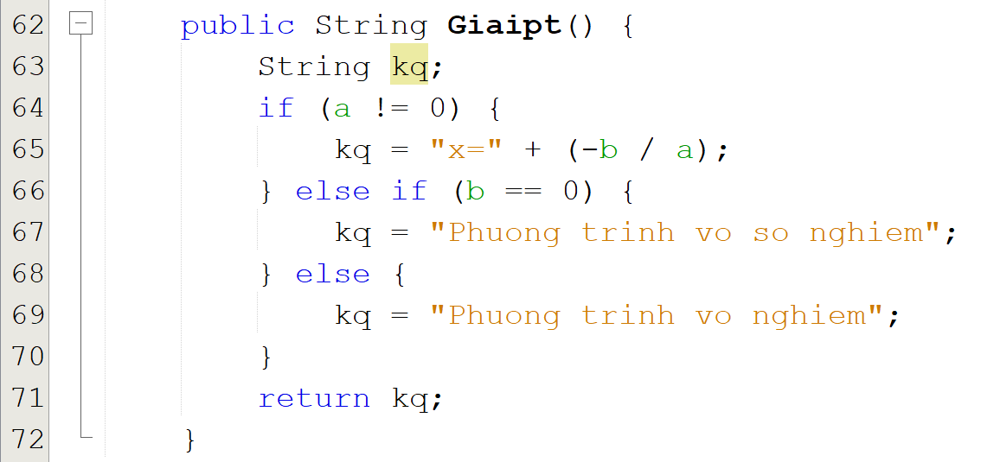 62 public String Giaipt() {
63 String kq;
64 if (a != 0) {
65 kq = "x=" + (-b / a);
66 } else if (b == 0) {
67 kq = "Phuong trinh vo so nghiem";
68 } else {
69 kq = "Phuong trinh vo nghiem";
70 }
71 return kq;
72 }